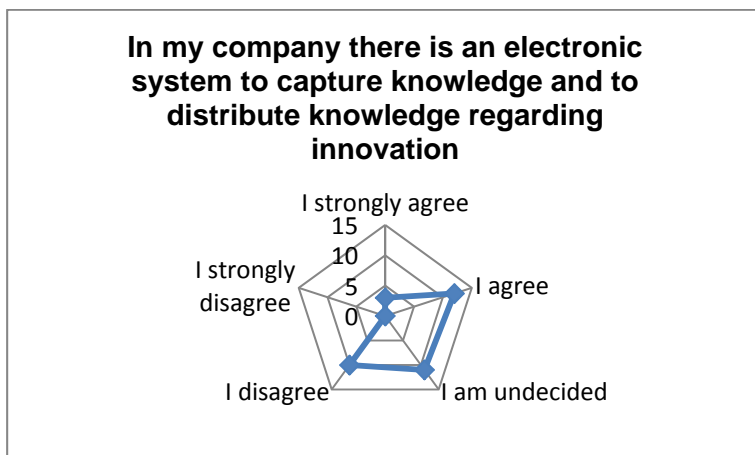 In my company there is an electronic
system to capture knowledge and to
distribute knowledge regarding
innovation
I strongly agree
15
10
5
0
I strongly
disagree
I agree
I disagree
I am undecided